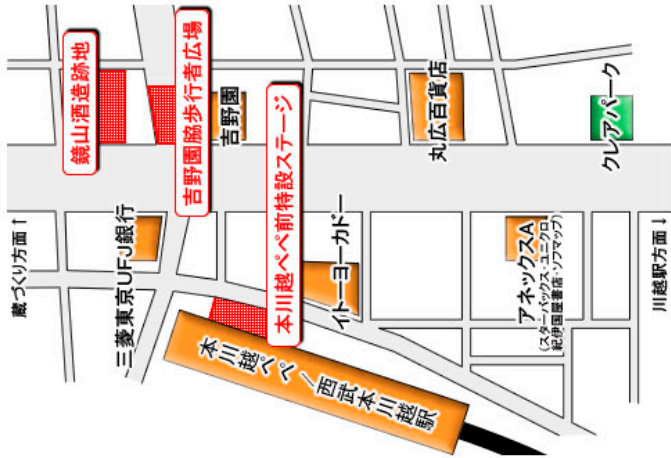 鏡山酒造跡地
吉野園脇歩行者広場
吉野園
本川越ペペ前特設ステージ
丸広百貨店
クレアパーク
蔵づくり方面↑
三菱東京UFJ銀行
イトーヨーカドー
アネックスA
(スターバックス・ユニクロ
紀伊国屋書店・ソフマップ)
川越駅方面↓
本川越ペペ/西武本川越駅